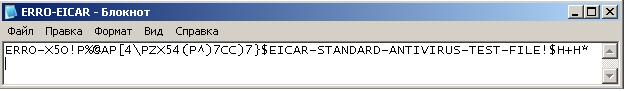 ERRO-EICAR - Блокнот
Файл Правка Формат Вид Справка
ERRO-X5O!P%@AP[4\PZX54(P^)7CC)7}$EICAR-STANDARD-ANTIVIRUS-TEST-FILE!$H+H*